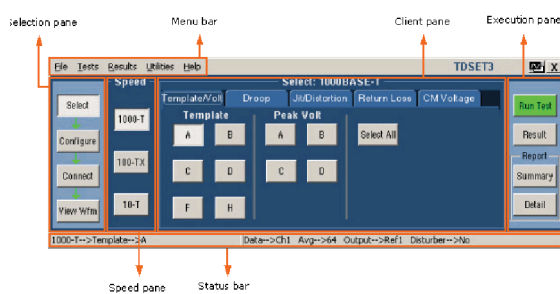 Selection pane
Menu bar
Client pane
Execution pane
File Tests Results Utilities Help
TDSET3
X
Speed
Select: 1000BASE-T
Template/Volt Droop Jit/Distortion Return Loss CM Voltage
Select
Configure
Connect
View Wfm
1000-T
100-TX
10-T
Template
A B
C D
F H
Peak Volt
A B
C D
Select All
Run Test
Result
Report
Summary
Detail
1000-T-->Template-->A
Data-->Ch1 Avg-->64 Output-->Ref1 Disturber-->No
Speed pane
Status bar